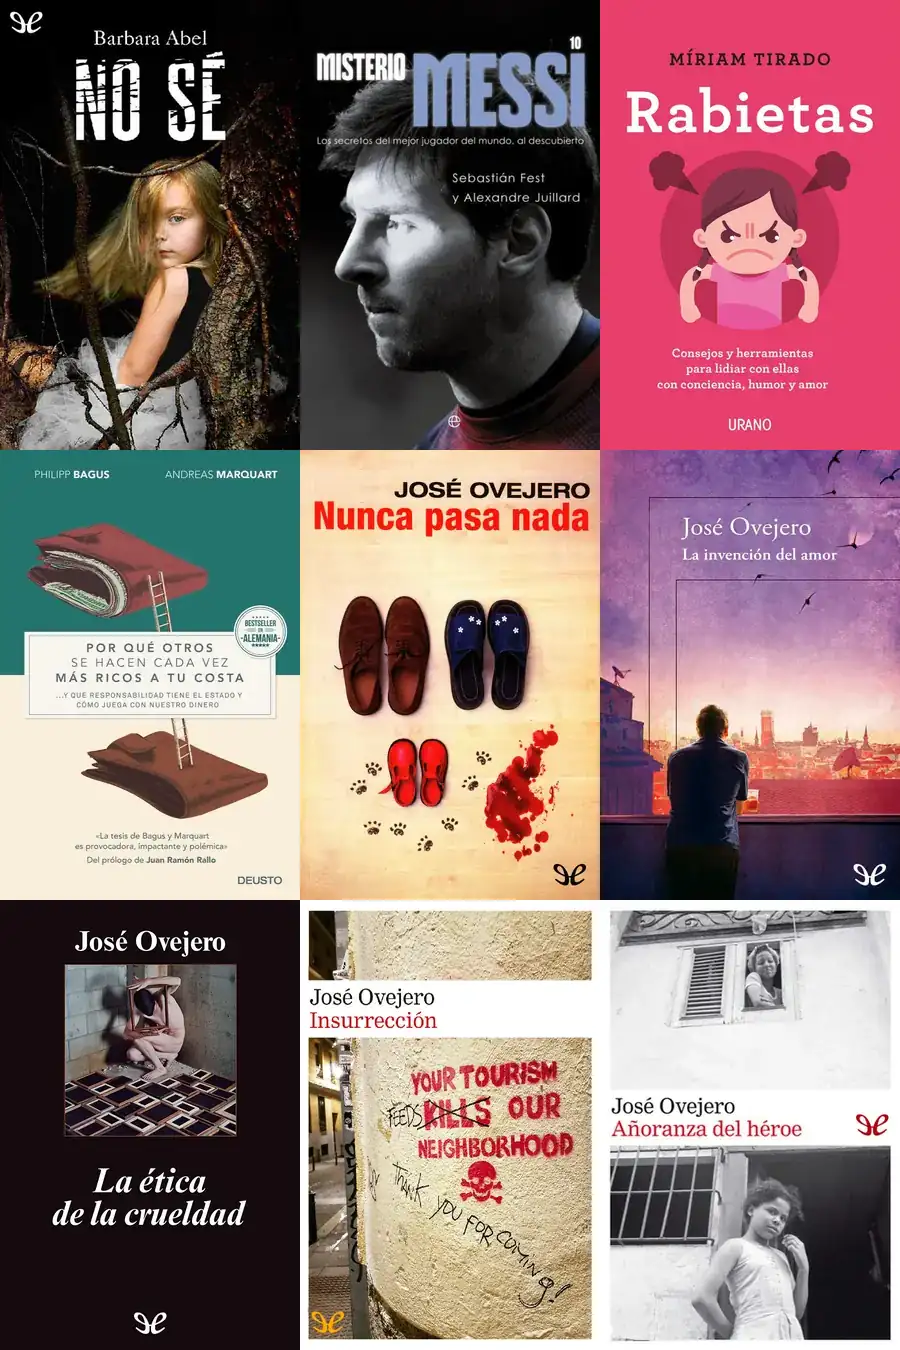 Barbara Abel
NO SÉ
10
MISTERIO
MESSI
Los secretos del mejor jugador del mundo, al descubierto
Sebastián Fest
y Alexandre Juillard
MÍRIAM TIRADO
Rabietas
Consejos y herramientas
para lidiar con ellas
con conciencia, humor y amor
URANO
PHILIPP BAGUS
ANDREAS MARQUART
BESTSELLER
EN
-ALEMANIA-
POR QUÉ OTROS
SE HACEN CADA VEZ
MÁS RICOS A TU COSTA
...Y QUÉ RESPONSABILIDAD TIENE EL ESTADO Y
CÓMO JUEGA CON NUESTRO DINERO
«La tesis de Bagus y Marquart
es provocadora, impactante y polémica»
Del prólogo de Juan Ramón Rallo
DEUSTO
JOSÉ OVEJERO
Nunca pasa nada
José Ovejero
La invención del amor
José Ovejero
La ética
de la crueldad
José Ovejero
Insurrección
YOUR TOURISM
FEEDS KILLS OUR
NEIGHBORHOOD
THANK YOU FOR COMING!
José Ovejero
Añoranza del héroe